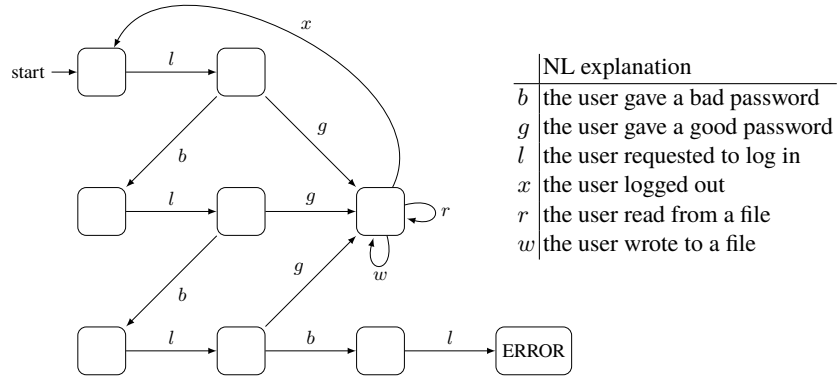 x
start
l
NL explanation
b the user gave a bad password
g
b
g the user gave a good password
l the user requested to log in
x the user logged out
l
g
r
r the user read from a file
w the user wrote to a file
w
g
b
l
b
l
ERROR